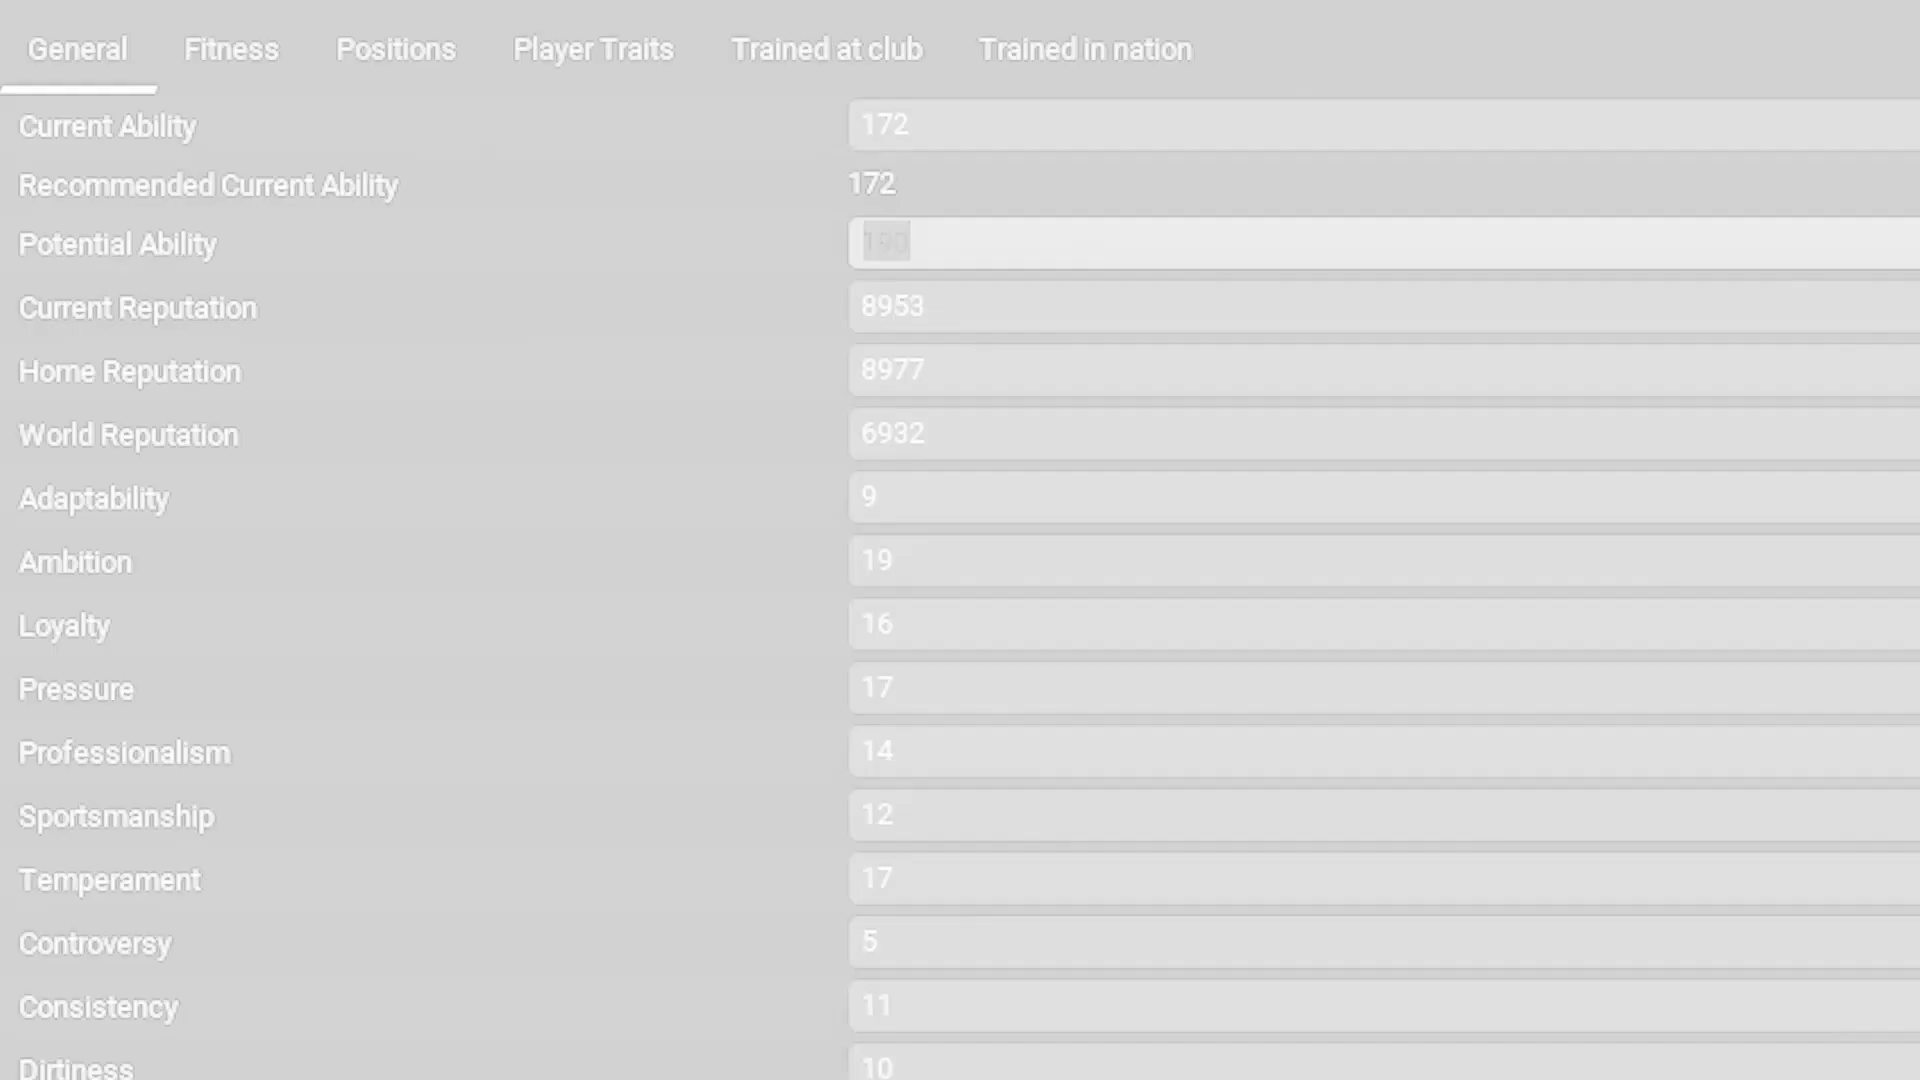 General Fitness Positions Player Traits Trained at club Trained in nation
Current Ability 172
Recommended Current Ability 172
Potential Ability 190
Current Reputation 8953
Home Reputation 8977
World Reputation 6932
Adaptability 9
Ambition 19
Loyalty 16
Pressure 17
Professionalism 14
Sportsmanship 12
Temperament 17
Controversy 5
Consistency 11
Dirtiness 10